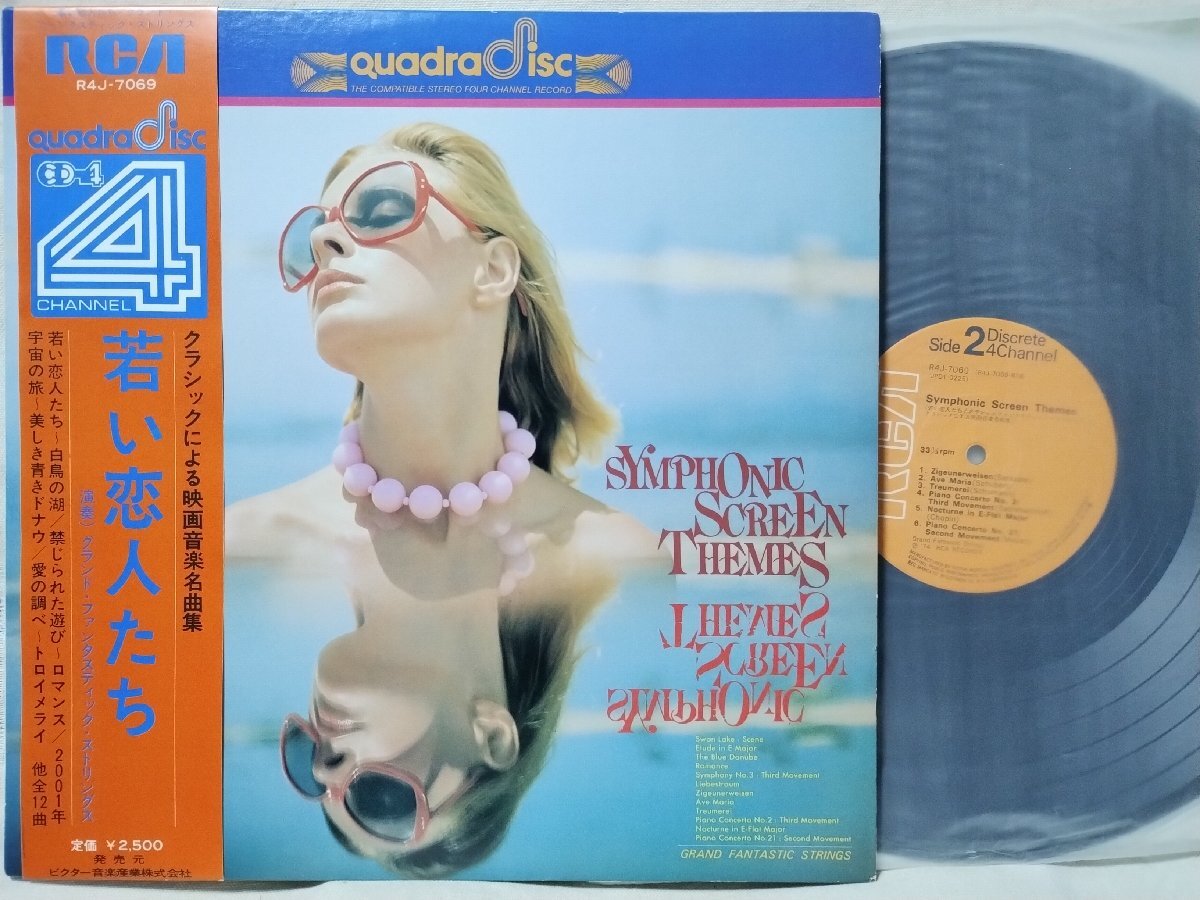 RCA
R4J-7069
quadradisc
CD-4
4
CHANNEL
クラシックによる映画音楽名曲集
若い恋人たち
(演奏) グランド・ファンタスティック・ストリングス
若い恋人たち~白鳥の湖/禁じられた遊び~ロマンス/2001年
宇宙の旅~美しき青きドナウ/愛の調べ~トロイメライ 他全12曲
定価 ¥2,500
発売元
ビクター音楽産業株式会社
quadradisc
THE COMPATIBLE STEREO FOUR CHANNEL RECORD
SYMPHONIC
SCREEN
THEMES
THEMES
SCREEN
SYMPHONIC
Swan Lake : Scene
Etude in E Major
The Blue Danube
Romance
Symphony No.3 : Third Movement
Liebestraum
Zigeunerweisen
Ave Maria
Treumerei
Piano Concerto No.2 : Third Movement
Nocturne in E-Flat Major
Piano Concerto No.21 : Second Movement
GRAND FANTASTIC STRINGS
Side 2 Discrete
4Channel
R4J-7069
RCA
Symphonic Screen Themes
33⅓rpm
1. Zigeunerweisen
2. Ave Maria
3. Treumerei
4. Piano Concerto No. 2
Third Movement
5. Nocturne in E-Flat Major
(Chopin)
6. Piano Concerto No. 21
Second Movement